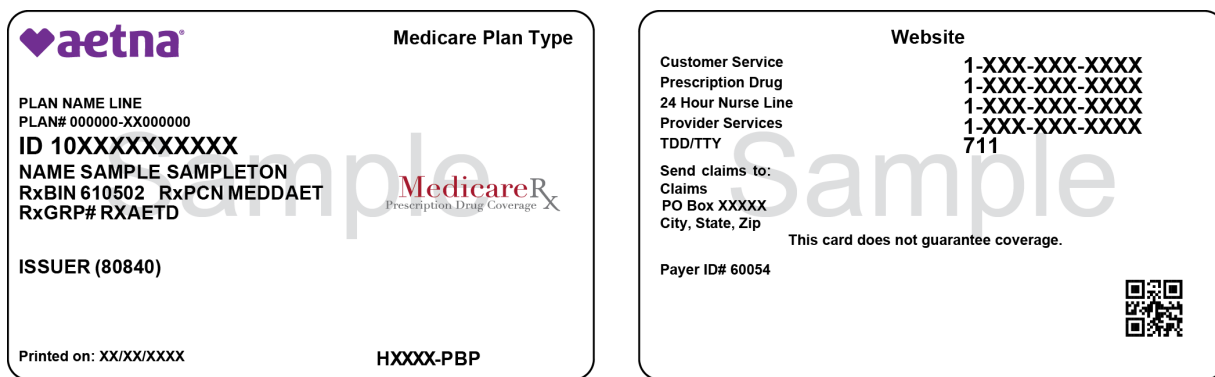 aetna®
Medicare Plan Type
PLAN NAME LINE
PLAN# 000000-XX000000
ID 10XXXXXXXXXX
NAME SAMPLE SAMPLETON
RxBIN 610502 RxPCN MEDDAET
RxGRP# RXAETD
MedicareRx
Prescription Drug Coverage
ISSUER (80840)
Printed on: XX/XX/XXXX
HXXXX-PBP
Sample
Website
Customer Service 1-XXX-XXX-XXXX
Prescription Drug 1-XXX-XXX-XXXX
24 Hour Nurse Line 1-XXX-XXX-XXXX
Provider Services 1-XXX-XXX-XXXX
TDD/TTY 711
Send claims to:
Claims
PO Box XXXXX
City, State, Zip
This card does not guarantee coverage.
Payer ID# 60054
Sample